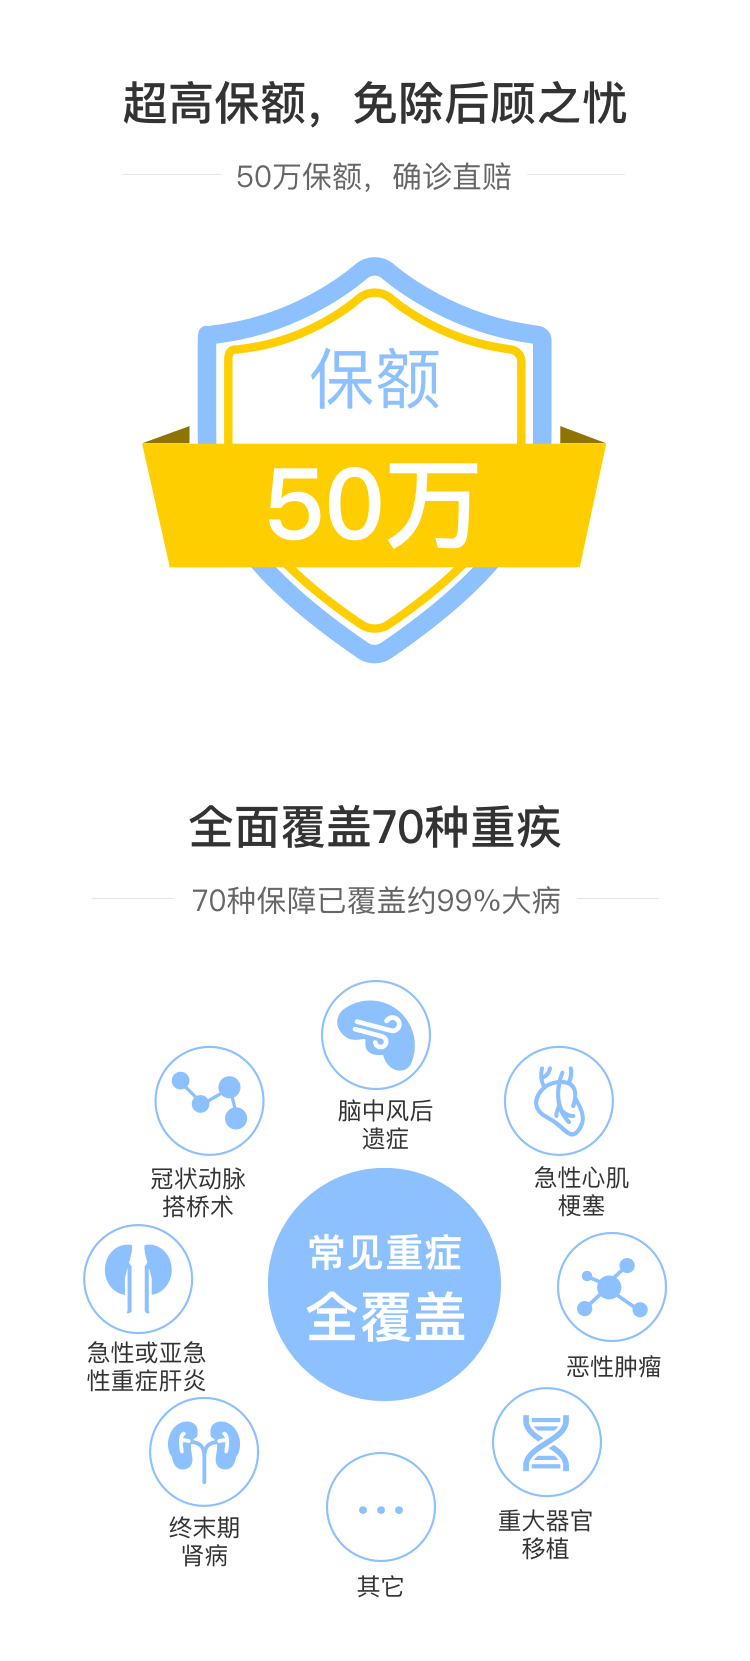 超高保额，免除后顾之忧
50万保额，确诊直赔
保额
50万
全面覆盖70种重疾
70种保障已覆盖约99%大病
脑中风后
遗症
冠状动脉
搭桥术
急性心肌
梗塞
常见重症
全覆盖
急性或亚急
性重症肝炎
恶性肿瘤
终末期
肾病
重大器官
移植
其它